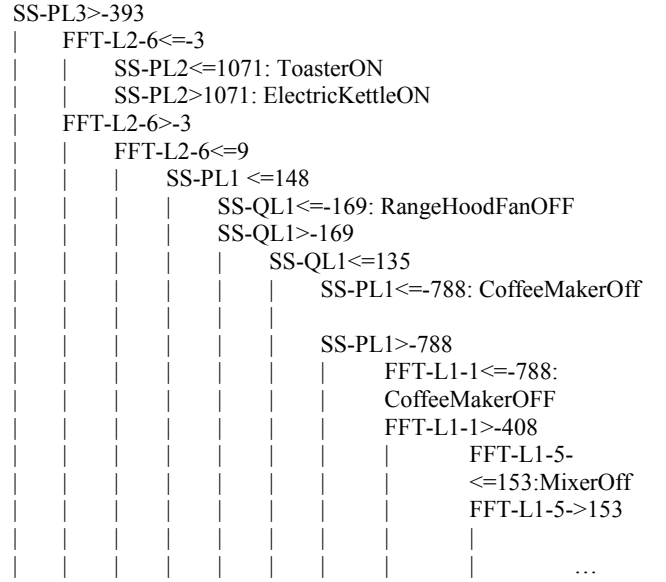 SS-PL3>-393
| FFT-L2-6<=-3
| | SS-PL2<=1071: ToasterON
| | SS-PL2>1071: ElectricKettleON
| FFT-L2-6>-3
| | FFT-L2-6<=9
| | | SS-PL1 <=148
| | | | SS-QL1<=-169: RangeHoodFanOFF
| | | | SS-QL1>-169
| | | | | SS-QL1<=135
| | | | | | SS-PL1<=-788: CoffeeMakerOff
| | | | | |
| | | | | | SS-PL1>-788
| | | | | | | FFT-L1-1<=-788:
| | | | | | | CoffeeMakerOFF
| | | | | | | FFT-L1-1>-408
| | | | | | | | FFT-L1-5-
| | | | | | | | <=153:MixerOff
| | | | | | | | FFT-L1-5->153
| | | | | | | | |
| | | | | | | | | …